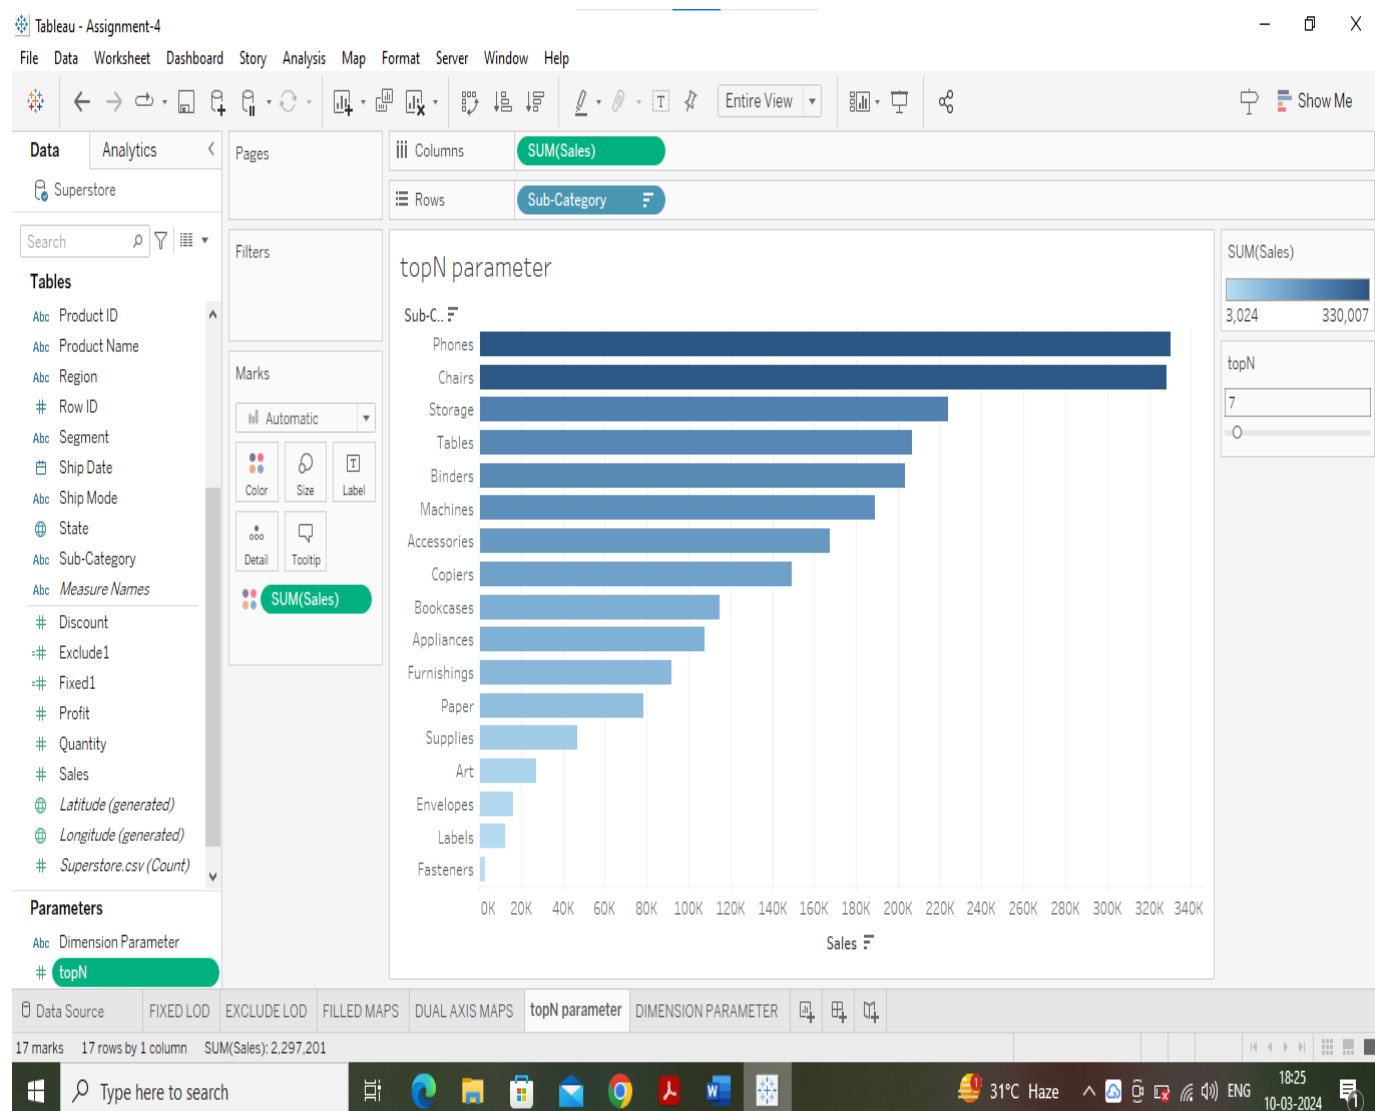 Tableau - Assignment-4
File Data Worksheet Dashboard Story Analysis Map Format Server Window Help
Entire View
Show Me
Data Analytics
Superstore
Search
Tables
Abc Product ID
Abc Product Name
Abc Region
# Row ID
Abc Segment
Ship Date
Abc Ship Mode
State
Abc Sub-Category
Abc Measure Names
# Discount
=# Exclude1
=# Fixed1
# Profit
# Quantity
# Sales
Latitude (generated)
Longitude (generated)
# Superstore.csv (Count)
Parameters
Abc Dimension Parameter
# topN
Pages
Filters
Marks
Automatic
Color Size Label
Detail Tooltip
SUM(Sales)
Columns SUM(Sales)
Rows Sub-Category
topN parameter
Sub-C..
Phones
Chairs
Storage
Tables
Binders
Machines
Accessories
Copiers
Bookcases
Appliances
Furnishings
Paper
Supplies
Art
Envelopes
Labels
Fasteners
0K 20K 40K 60K 80K 100K 120K 140K 160K 180K 200K 220K 240K 260K 280K 300K 320K 340K
Sales
SUM(Sales)
3,024 330,007
topN
7
Data Source FIXED LOD EXCLUDE LOD FILLED MAPS DUAL AXIS MAPS topN parameter DIMENSION PARAMETER
17 marks 17 rows by 1 column SUM(Sales): 2,297,201
Type here to search
31°C Haze
ENG
18:25
10-03-2024